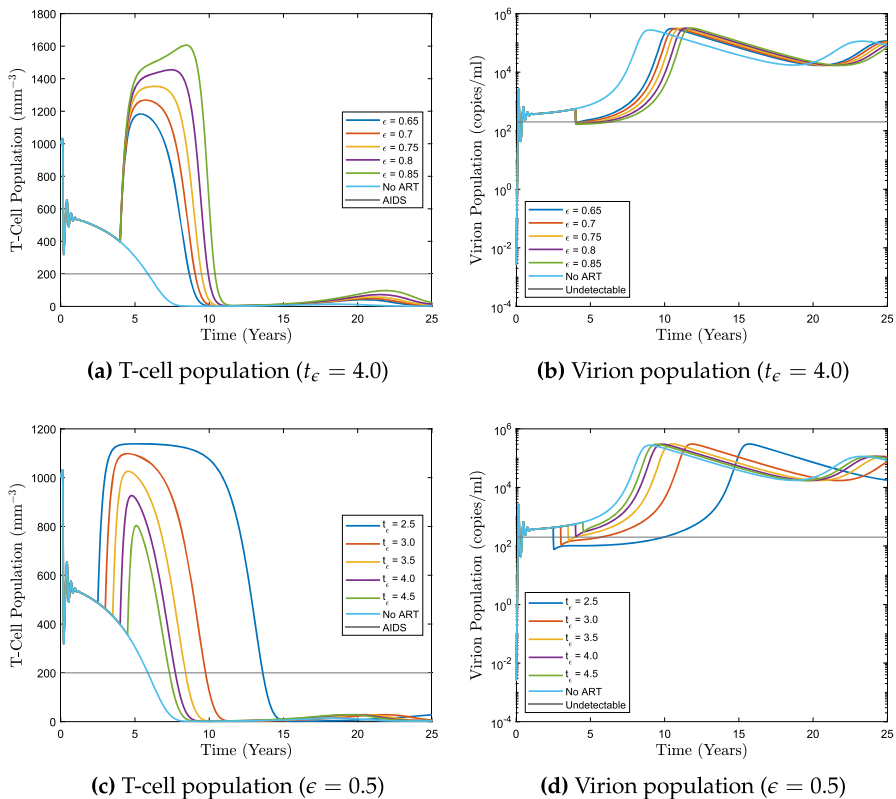 1800
1600
1400
1200
1000
800
600
400
200
0
T-Cell Population (mm⁻³)
ϵ = 0.65
ϵ = 0.7
ϵ = 0.75
ϵ = 0.8
ϵ = 0.85
No ART
AIDS
0 5 10 15 20 25
Time (Years)
(a) T-cell population (tϵ = 4.0)
10⁶
10⁴
10²
10⁰
10⁻²
10⁻⁴
Virion Population (copies/ml)
ϵ = 0.65
ϵ = 0.7
ϵ = 0.75
ϵ = 0.8
ϵ = 0.85
No ART
Undetectable
0 5 10 15 20 25
Time (Years)
(b) Virion population (tϵ = 4.0)
1200
1000
800
600
400
200
0
T-Cell Population (mm⁻³)
tϵ = 2.5
tϵ = 3.0
tϵ = 3.5
tϵ = 4.0
tϵ = 4.5
No ART
AIDS
0 5 10 15 20 25
Time (Years)
(c) T-cell population (ϵ = 0.5)
10⁶
10⁴
10²
10⁰
10⁻²
10⁻⁴
Virion Population (copies/ml)
tϵ = 2.5
tϵ = 3.0
tϵ = 3.5
tϵ = 4.0
tϵ = 4.5
No ART
Undetectable
0 5 10 15 20 25
Time (Years)
(d) Virion population (ϵ = 0.5)